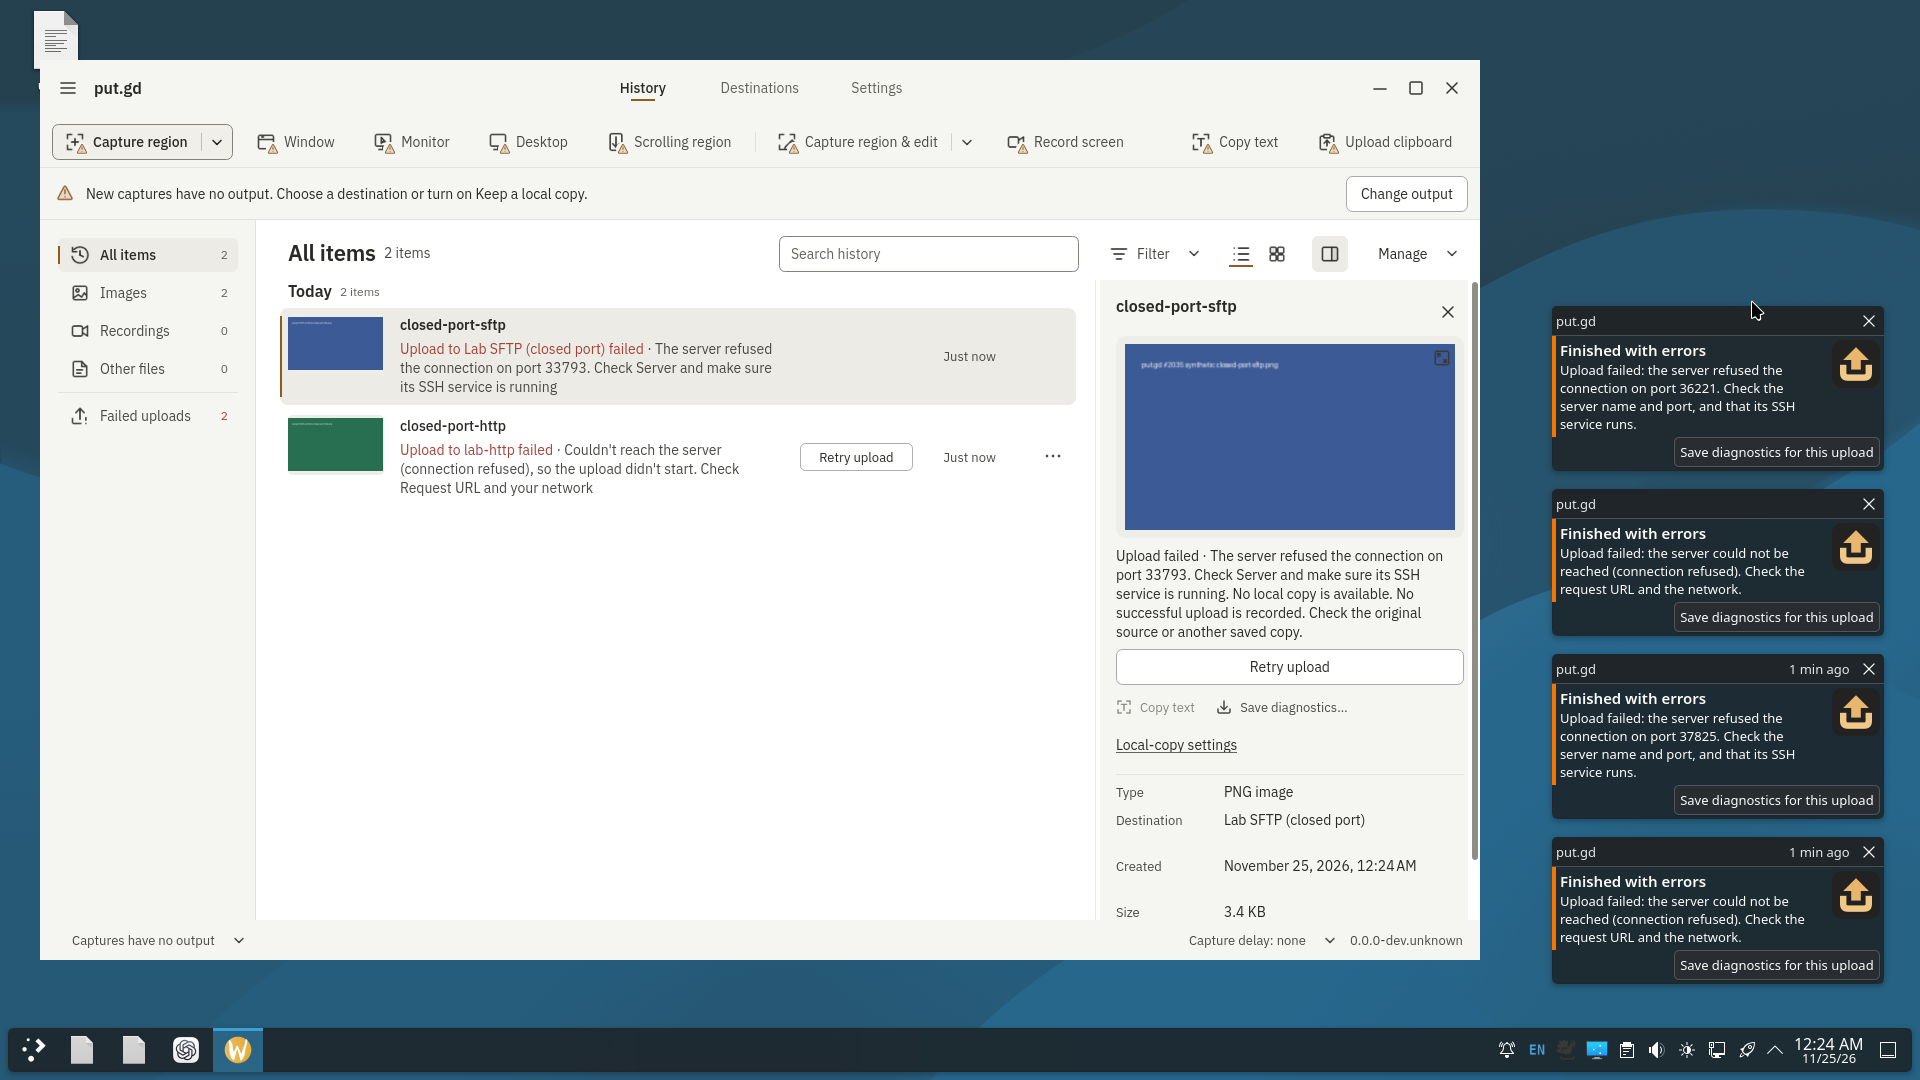 put.gd
History
Destinations
Settings
Capture region
Window
Monitor
Desktop
Scrolling region
Capture region & edit
Record screen
Copy text
Upload clipboard
New captures have no output. Choose a destination or turn on Keep a local copy.
Change output
All items 2
Images 2
Recordings 0
Other files 0
Failed uploads 2
All items 2 items
Search history
Filter
Manage
Today 2 items
closed-port-sftp
Upload to Lab SFTP (closed port) failed · The server refused
the connection on port 33793. Check Server and make sure
its SSH service is running
Just now
closed-port-http
Upload to lab-http failed · Couldn't reach the server
(connection refused), so the upload didn't start. Check
Request URL and your network
Retry upload
Just now
closed-port-sftp
put.gd #2035 synthetic closed-port-sftp.png
Upload failed · The server refused the connection on
port 33793. Check Server and make sure its SSH
service is running. No local copy is available. No
successful upload is recorded. Check the original
source or another saved copy.
Retry upload
Copy text
Save diagnostics...
Local-copy settings
Type PNG image
Destination Lab SFTP (closed port)
Created November 25, 2026, 12:24 AM
Size 3.4 KB
Captures have no output
Capture delay: none
0.0.0-dev.unknown
put.gd
Finished with errors
Upload failed: the server refused the
connection on port 36221. Check the
server name and port, and that its SSH
service runs.
Save diagnostics for this upload
put.gd
Finished with errors
Upload failed: the server could not be
reached (connection refused). Check the
request URL and the network.
Save diagnostics for this upload
put.gd 1 min ago
Finished with errors
Upload failed: the server refused the
connection on port 37825. Check the
server name and port, and that its SSH
service runs.
Save diagnostics for this upload
put.gd 1 min ago
Finished with errors
Upload failed: the server could not be
reached (connection refused). Check the
request URL and the network.
Save diagnostics for this upload
W
EN
12:24 AM
11/25/26